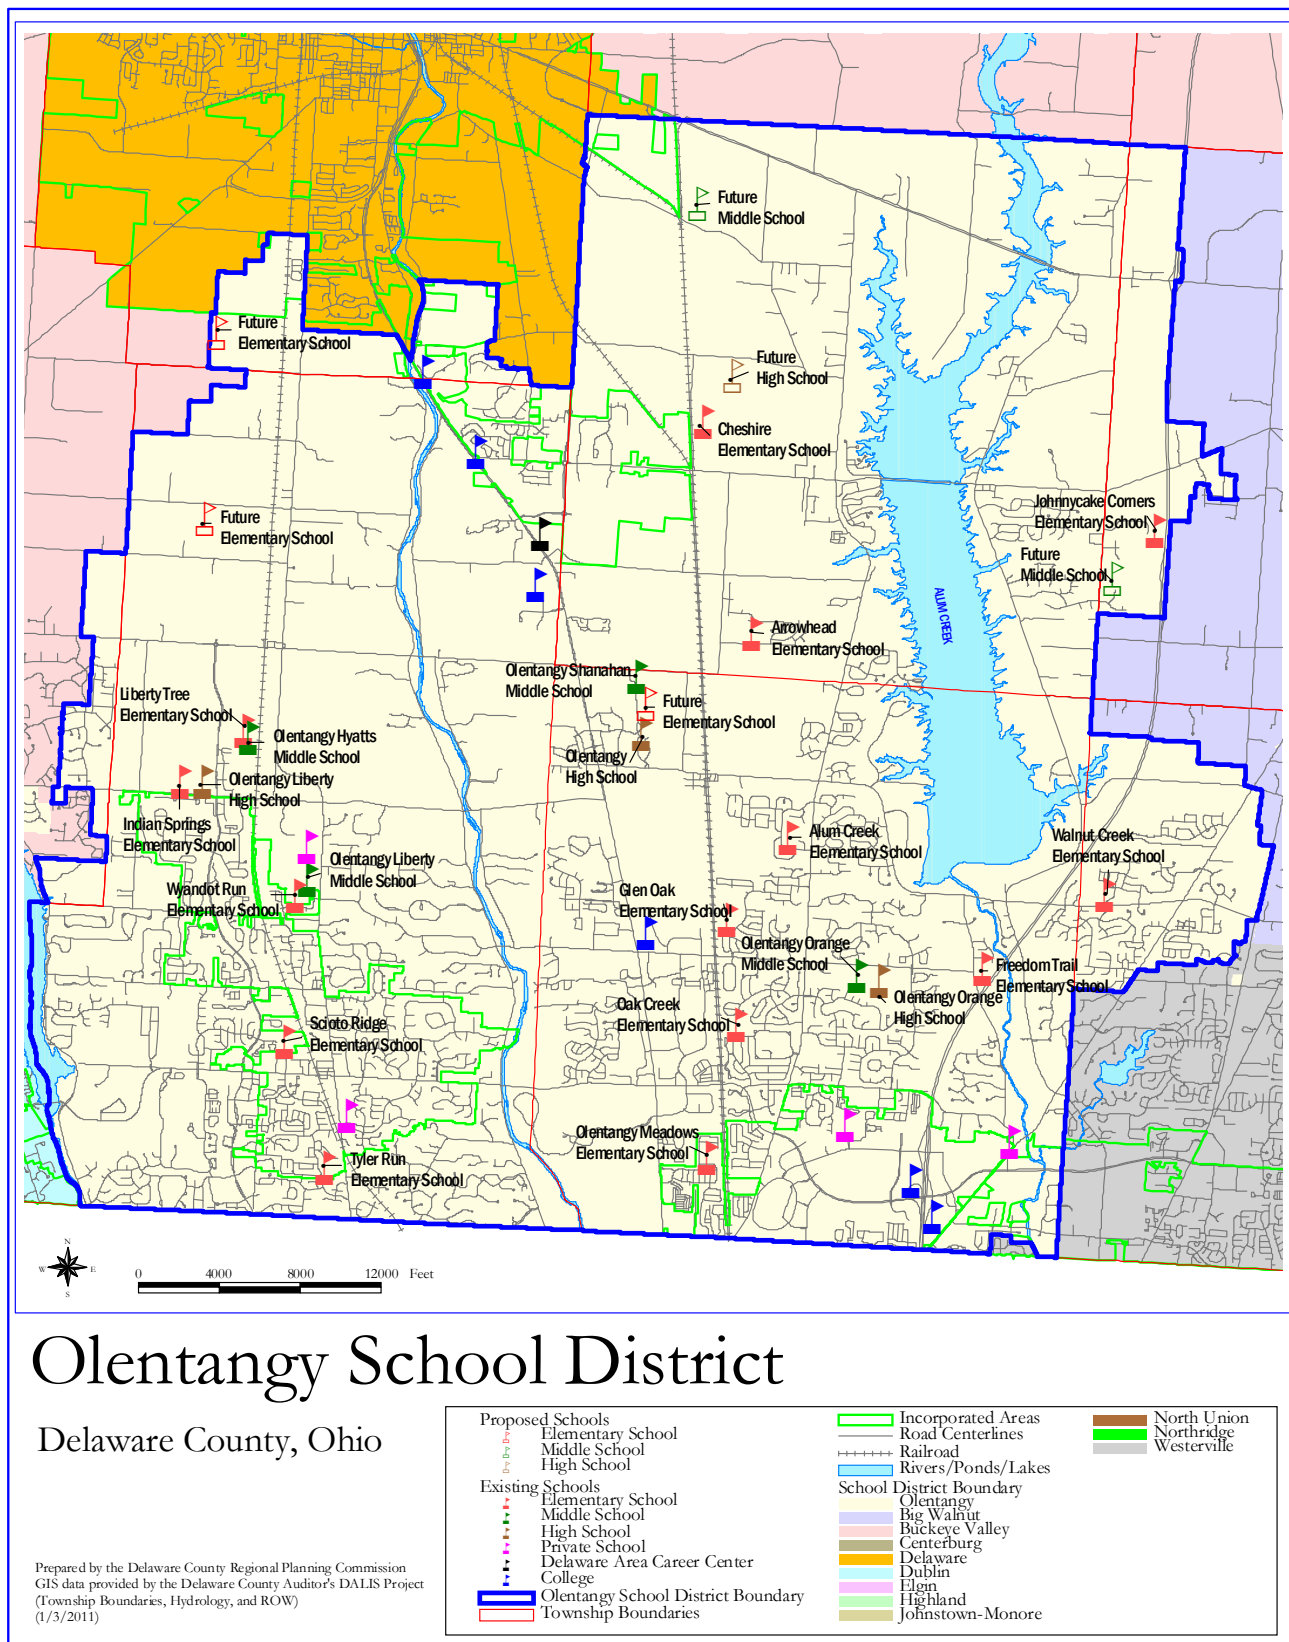 Future
Middle School
Future
Elementary School
Future
High School
Cheshire
Elementary School
Johnnycake Corners
Elementary School
Future
Elementary School
Future
Middle School
ALUM CREEK
Arrowhead
Elementary School
Olentangy Shanahan
Middle School
Liberty Tree
Elementary School
Future
Elementary School
Olentangy Hyatts
Middle School
Olentangy
High School
Olentangy Liberty
High School
Indian Springs
Elementary School
Alum Creek
Elementary School
Walnut Creek
Elementary School
Olentangy Liberty
Middle School
Wyandot Run
Elementary School
Glen Oak
Elementary School
Olentangy Orange
Middle School
Freedom Trail
Elementary School
Olentangy Orange
High School
Oak Creek
Elementary School
Scioto Ridge
Elementary School
Olentangy Meadows
Elementary School
Tyler Run
Elementary School
N
W E
S
0 4000 8000 12000 Feet
Olentangy School District
Delaware County, Ohio
Prepared by the Delaware County Regional Planning Commission
GIS data provided by the Delaware County Auditor's DALIS Project
(Township Boundaries, Hydrology, and ROW)
(1/3/2011)
Proposed Schools
Elementary School
Middle School
High School
Existing Schools
Elementary School
Middle School
High School
Private School
Delaware Area Career Center
College
Olentangy School District Boundary
Township Boundaries
Incorporated Areas
Road Centerlines
Railroad
Rivers/Ponds/Lakes
School District Boundary
Olentangy
Big Walnut
Buckeye Valley
Centerburg
Delaware
Dublin
Elgin
Highland
Johnstown-Monore
North Union
Northridge
Westerville